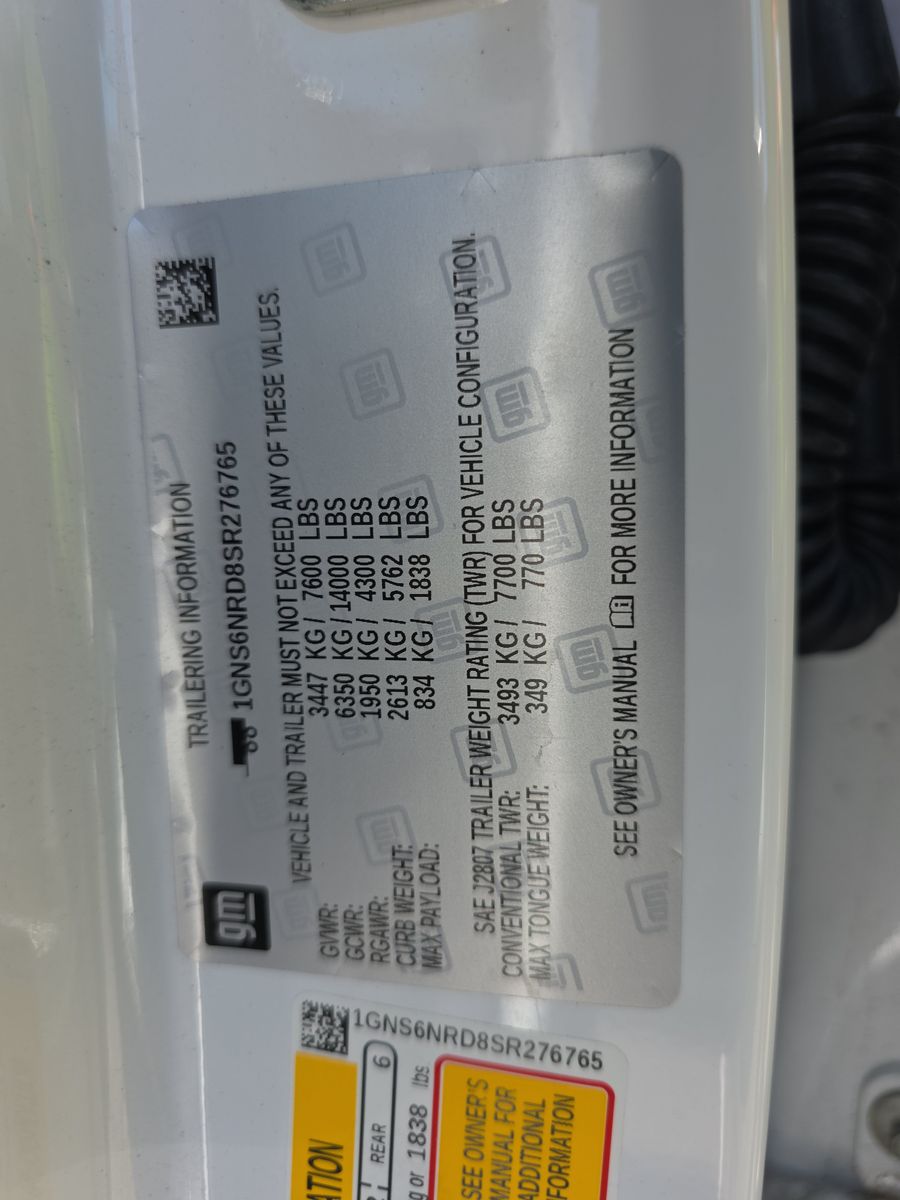 gm
TRAILERING INFORMATION
1GNS6NRD8SR276765
VEHICLE AND TRAILER MUST NOT EXCEED ANY OF THESE VALUES.
GVWR: 3447 KG / 7600 LBS
GCWR: 6350 KG / 14000 LBS
RGAWR: 1950 KG / 4300 LBS
CURB WEIGHT: 2613 KG / 5762 LBS
MAX PAYLOAD: 834 KG / 1838 LBS
SAE J2807 TRAILER WEIGHT RATING (TWR) FOR VEHICLE CONFIGURATION.
CONVENTIONAL TWR: 3493 KG / 7700 LBS
MAX TONGUE WEIGHT: 349 KG / 770 LBS
SEE OWNER'S MANUAL FOR MORE INFORMATION
1GNS6NRD8SR276765
REAR 6
or 1838 lbs
SEE OWNER'S
MANUAL FOR
ADDITIONAL